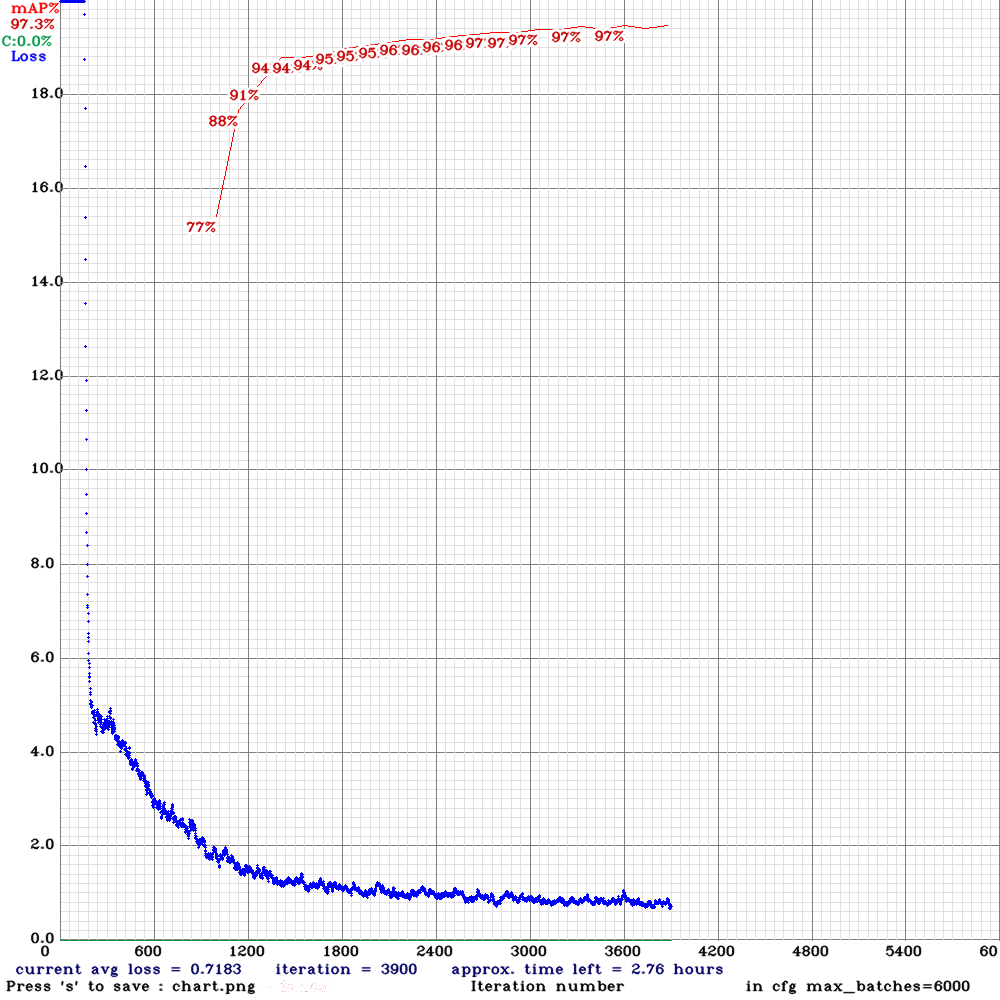 mAP%
97.3%
C:0.0%
Loss
97% 97% 97%
94 94 94% 95 95 95 96 96 96 96 97 97
91%
18.0
88%
16.0
77%
14.0
12.0
10.0
8.0
6.0
4.0
2.0
0.0
0 600 1200 1800 2400 3000 3600 4200 4800 5400 60
current avg loss = 0.7183 iteration = 3900 approx. time left = 2.76 hours
Press 's' to save : chart.png - Iteration number in cfg max_batches=6000